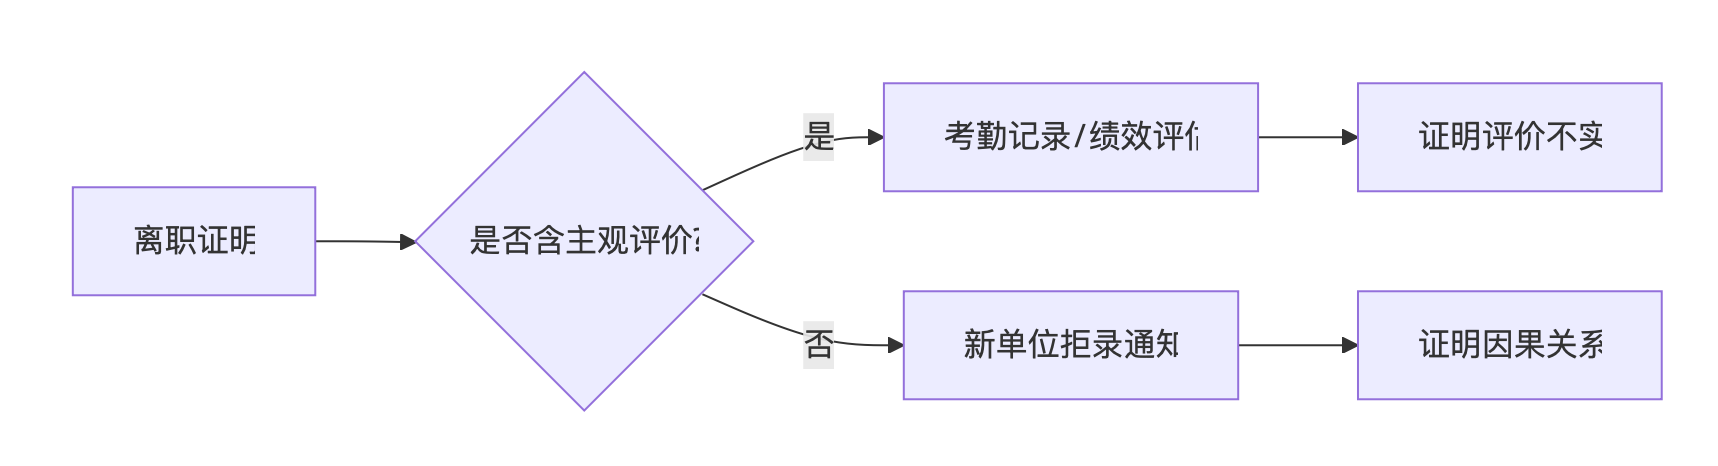 离职证明
是否含主观评价?
是
考勤记录/绩效评估
证明评价不实
否
新单位拒录通知
证明因果关系